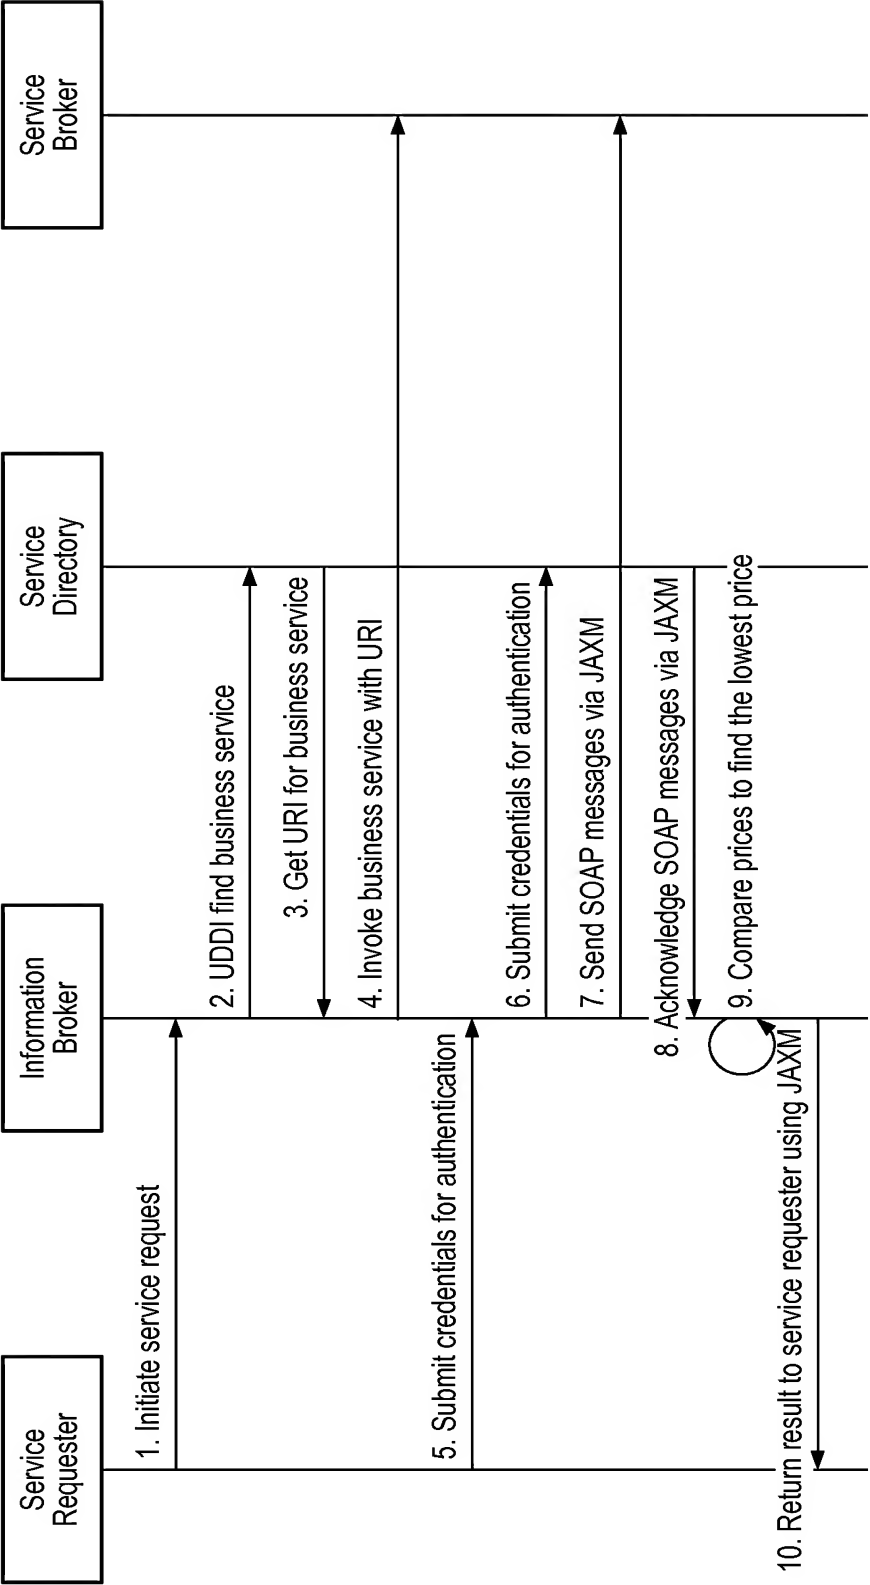 Service
Requester
Information
Broker
Service
Directory
Service
Broker
1. Initiate service request
2. UDDI find business service
3. Get URI for business service
4. Invoke business service with URI
5. Submit credentials for authentication
6. Submit credentials for authentication
7. Send SOAP messages via JAXM
8. Acknowledge SOAP messages via JAXM
9. Compare prices to find the lowest price
10. Return result to service requester using JAXM